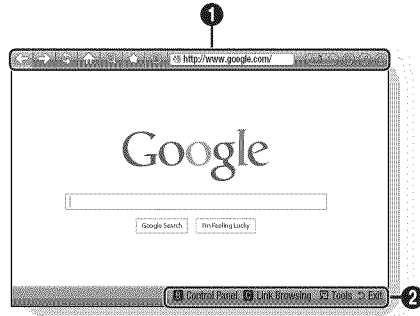 1
http://www.google.com/
Google
Google Search I'm Feeling Lucky
B Control Panel C Link Browsing Tools Exit
2